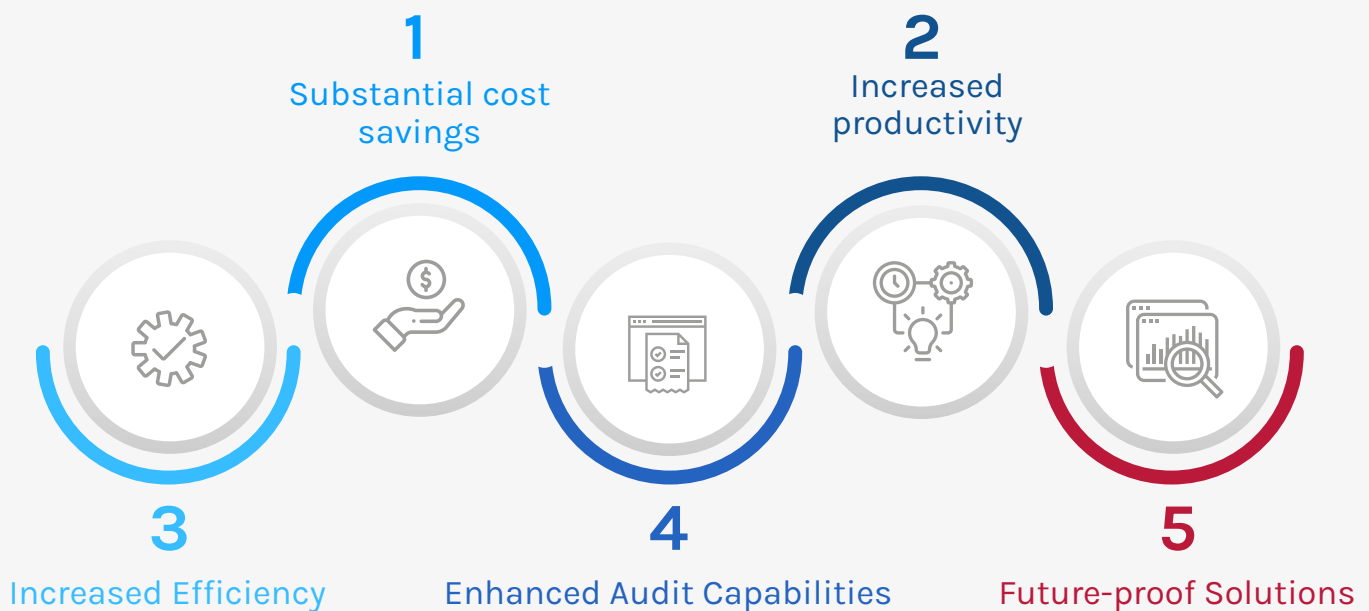 1
Substantial cost
savings
2
Increased
productivity
3
Increased Efficiency
4
Enhanced Audit Capabilities
5
Future-proof Solutions